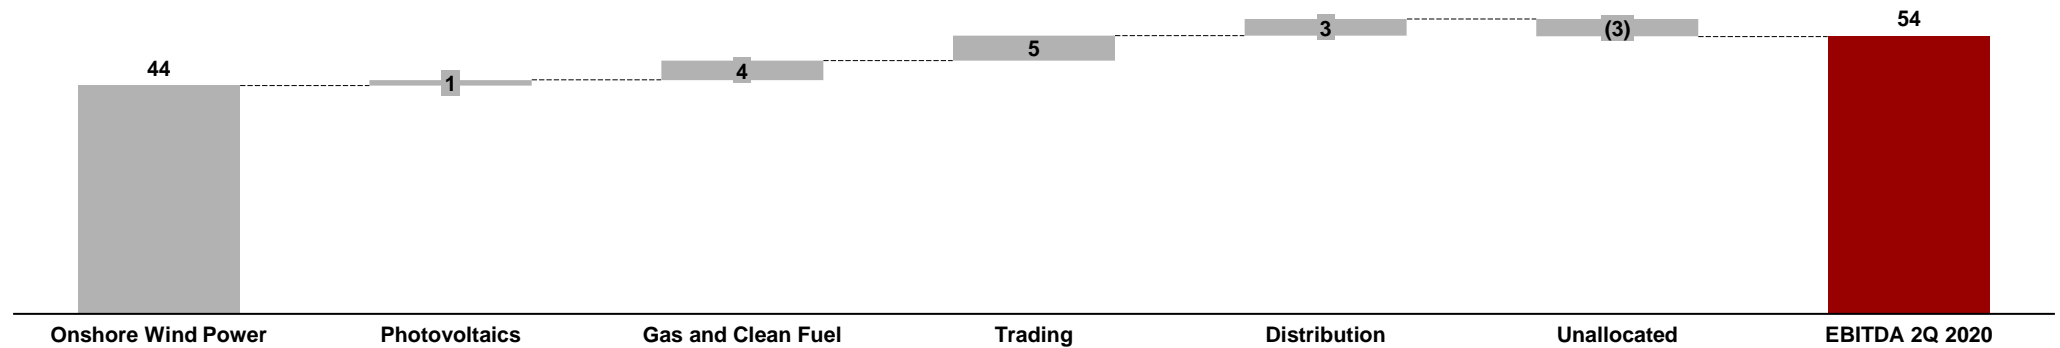 44
1
4
5
3
(3)
54
Onshore Wind Power
Photovoltaics
Gas and Clean Fuel
Trading
Distribution
Unallocated
EBITDA 2Q 2020